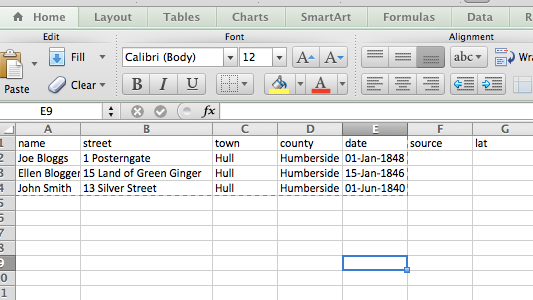 Home Layout Tables Charts SmartArt Formulas Data R
Edit Font Alignment
Fill Calibri (Body) 12 A A abc Wra
Paste Clear B I U A
E9 fx
A B C D E F G
1 name street town county date source lat
2 Joe Bloggs 1 Posterngate Hull Humberside 01-Jan-1848
3 Ellen Blogger 15 Land of Green Ginger Hull Humberside 15-Jan-1846
4 John Smith 13 Silver Street Hull Humberside 01-Jun-1840
5
6
7
8
9
0
1